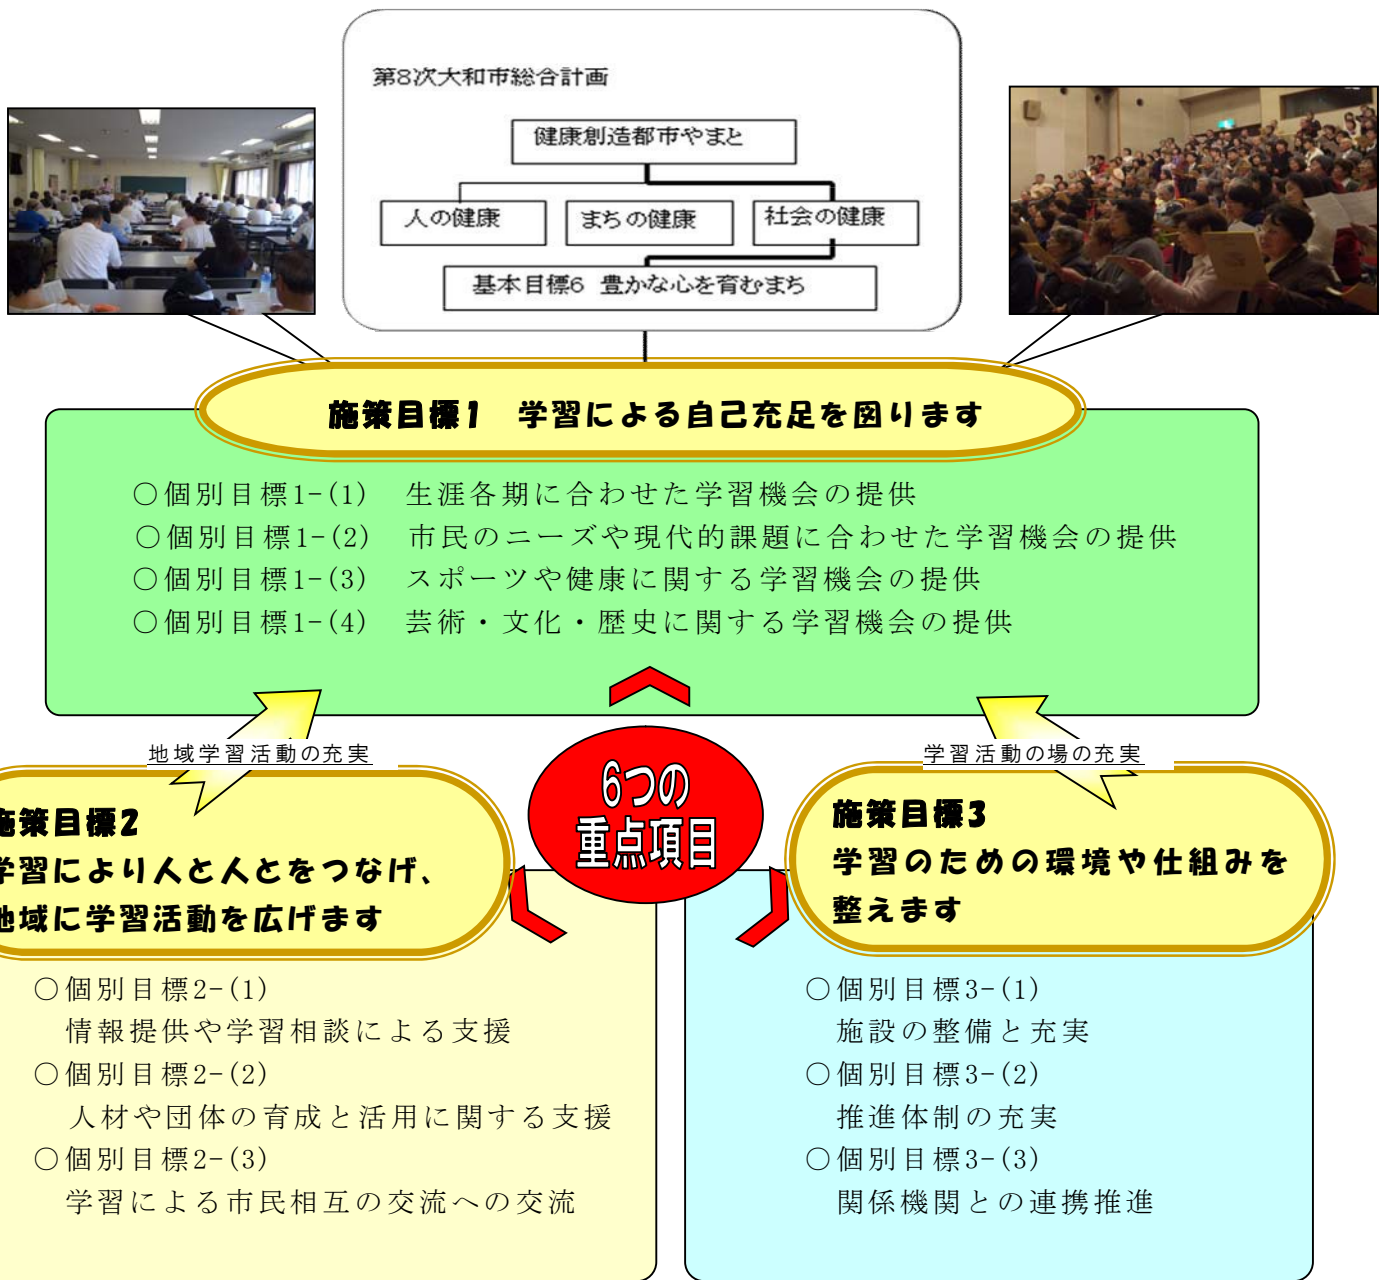 第8次大和市総合計画
健康創造都市やまと
人の健康
まちの健康
社会の健康
基本目標6 豊かな心を育むまち
施策目標1 学習による自己充足を図ります
○個別目標1-(1) 生涯各期に合わせた学習機会の提供
○個別目標1-(2) 市民のニーズや現代的課題に合わせた学習機会の提供
○個別目標1-(3) スポーツや健康に関する学習機会の提供
○個別目標1-(4) 芸術・文化・歴史に関する学習機会の提供
地域学習活動の充実
学習活動の場の充実
6つの
重点項目
施策目標2
学習により人と人とをつなげ、
地域に学習活動を広げます
○個別目標2-(1)
情報提供や学習相談による支援
○個別目標2-(2)
人材や団体の育成と活用に関する支援
○個別目標2-(3)
学習による市民相互の交流への交流
施策目標3
学習のための環境や仕組みを
整えます
○個別目標3-(1)
施設の整備と充実
○個別目標3-(2)
推進体制の充実
○個別目標3-(3)
関係機関との連携推進